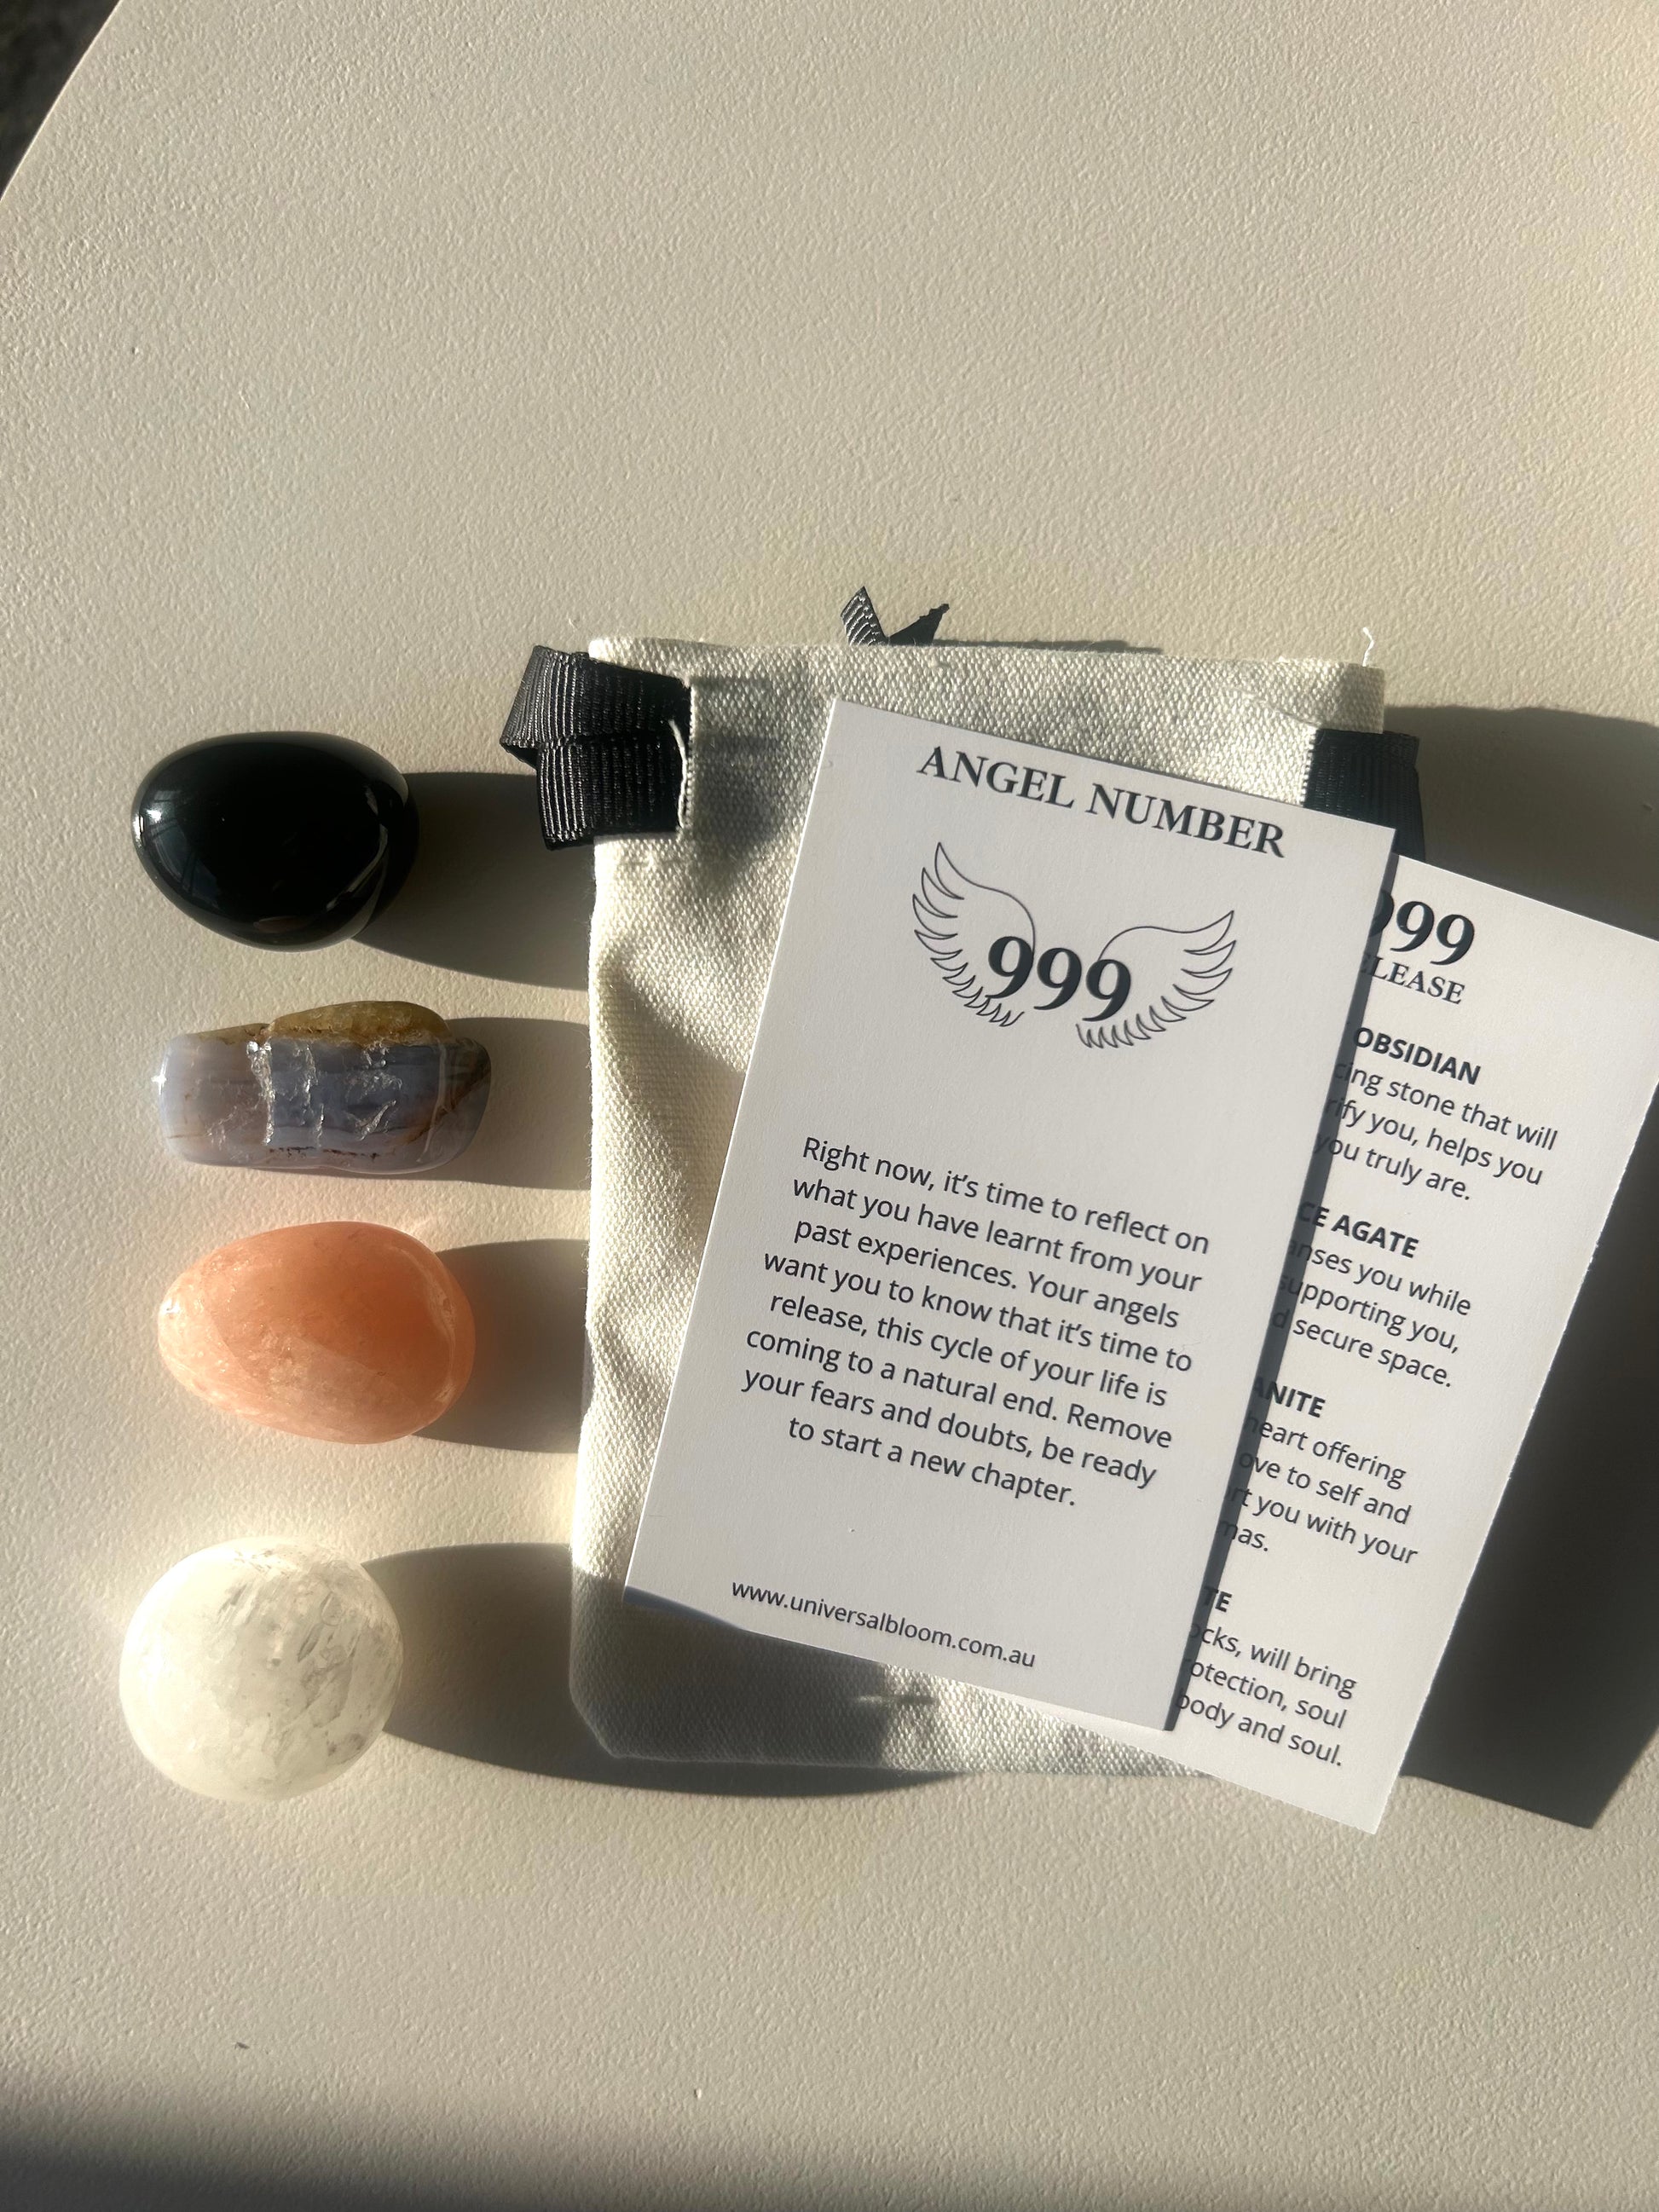 ANGEL NUMBER
999
Right now, it's time to reflect on
what you have learnt from your
past experiences. Your angels
want you to know that it's time to
release, this cycle of your life is
coming to a natural end. Remove
your fears and doubts, be ready
to start a new chapter.
www.universalbloom.com.au
999
OBSIDIAN
stone that will
you, helps you
you truly are.
AGATE
you while
supporting you,
secure space.
heart offering
to self and
you with your
will bring
soul
body and soul.